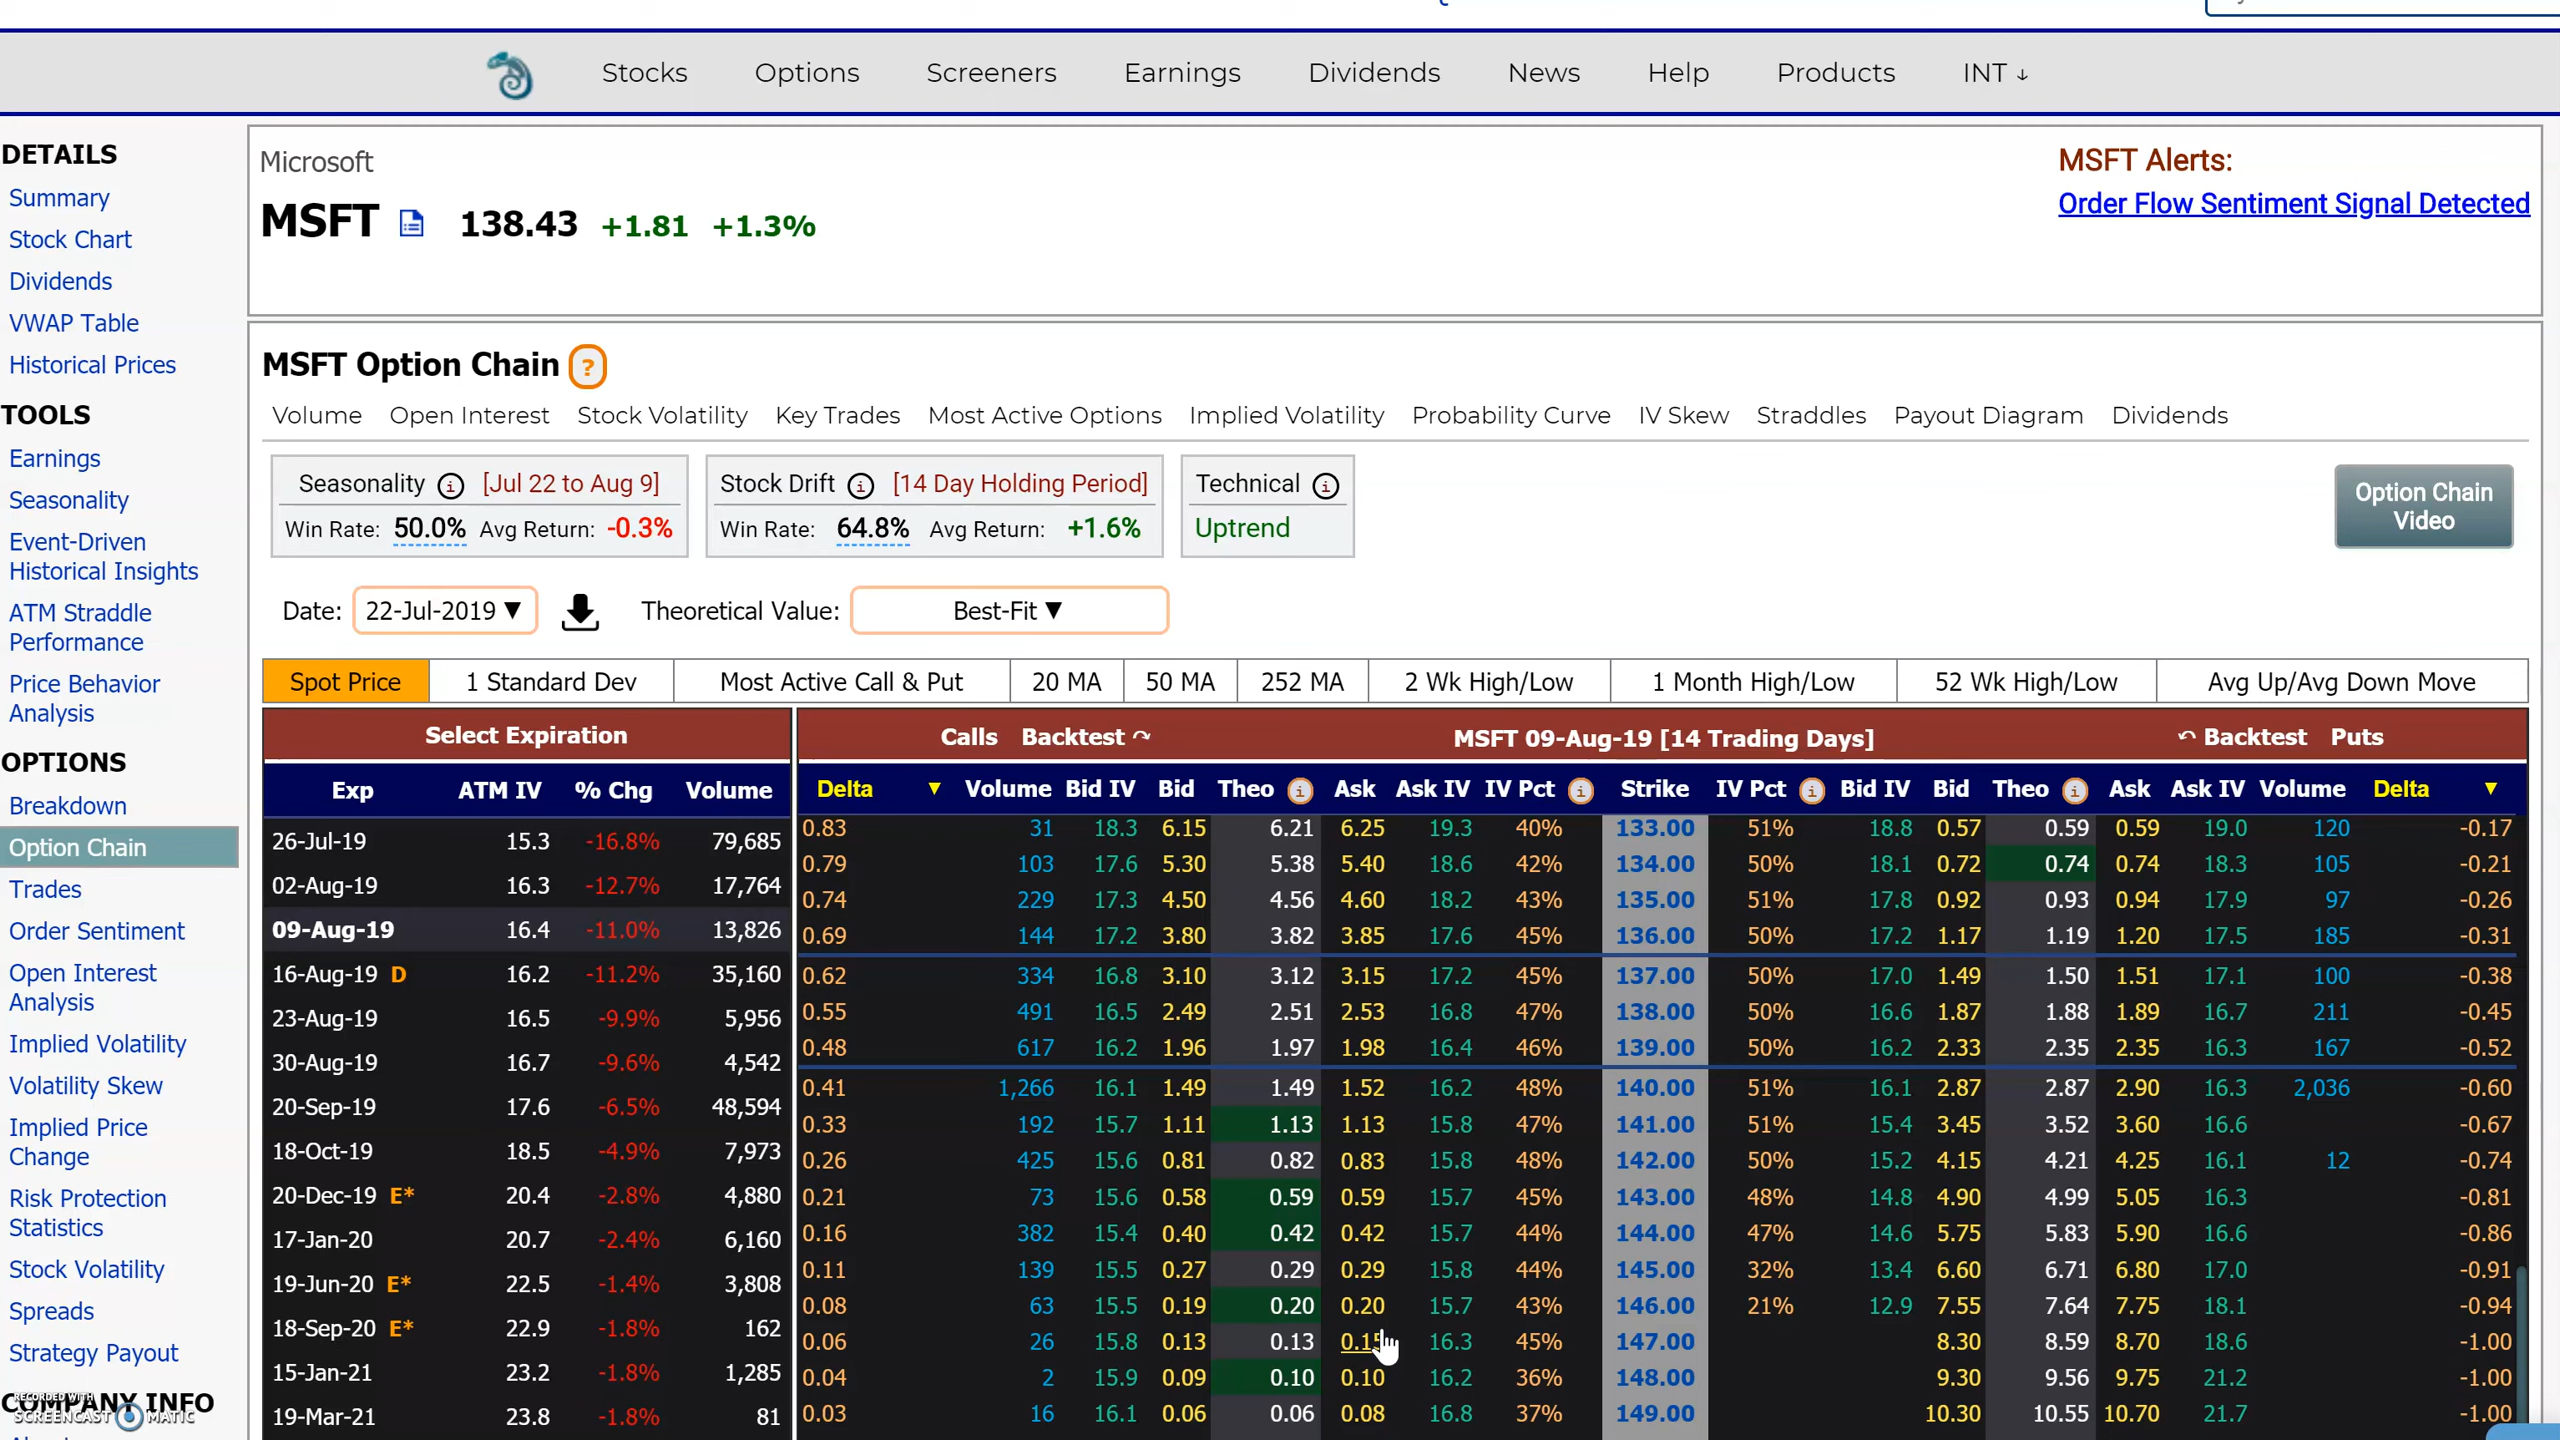 Stocks Options Screeners Earnings Dividends News Help Products INT ↓
DETAILS
Summary
Stock Chart
Dividends
VWAP Table
Historical Prices
TOOLS
Earnings
Seasonality
Event-Driven
Historical Insights
ATM Straddle
Performance
Price Behavior
Analysis
OPTIONS
Breakdown
Option Chain
Trades
Order Sentiment
Open Interest
Analysis
Implied Volatility
Volatility Skew
Implied Price
Change
Risk Protection
Statistics
Stock Volatility
Spreads
Strategy Payout
COMPANY INFO
RECORDED WITH
SCREENCAST MATIC
Microsoft
MSFT 138.43 +1.81 +1.3%
MSFT Alerts:
Order Flow Sentiment Signal Detected
MSFT Option Chain ?
Volume Open Interest Stock Volatility Key Trades Most Active Options Implied Volatility Probability Curve IV Skew Straddles Payout Diagram Dividends
Seasonality i [Jul 22 to Aug 9]
Win Rate: 50.0% Avg Return: -0.3%
Stock Drift i [14 Day Holding Period]
Win Rate: 64.8% Avg Return: +1.6%
Technical i
Uptrend
Option Chain
Video
Date: 22-Jul-2019 ▼ Theoretical Value: Best-Fit ▼
Spot Price 1 Standard Dev Most Active Call & Put 20 MA 50 MA 252 MA 2 Wk High/Low 1 Month High/Low 52 Wk High/Low Avg Up/Avg Down Move
Select Expiration
Exp ATM IV % Chg Volume
26-Jul-19 15.3 -16.8% 79,685
02-Aug-19 16.3 -12.7% 17,764
09-Aug-19 16.4 -11.0% 13,826
16-Aug-19 D 16.2 -11.2% 35,160
23-Aug-19 16.5 -9.9% 5,956
30-Aug-19 16.7 -9.6% 4,542
20-Sep-19 17.6 -6.5% 48,594
18-Oct-19 18.5 -4.9% 7,973
20-Dec-19 E* 20.4 -2.8% 4,880
17-Jan-20 20.7 -2.4% 6,160
19-Jun-20 E* 22.5 -1.4% 3,808
18-Sep-20 E* 22.9 -1.8% 162
15-Jan-21 23.2 -1.8% 1,285
19-Mar-21 23.8 -1.8% 81
Calls Backtest MSFT 09-Aug-19 [14 Trading Days] Backtest Puts
Delta ▼ Volume Bid IV Bid Theo i Ask Ask IV IV Pct i Strike IV Pct i Bid IV Bid Theo i Ask Ask IV Volume Delta ▼
0.83 31 18.3 6.15 6.21 6.25 19.3 40% 133.00 51% 18.8 0.57 0.59 0.59 19.0 120 -0.17
0.79 103 17.6 5.30 5.38 5.40 18.6 42% 134.00 50% 18.1 0.72 0.74 0.74 18.3 105 -0.21
0.74 229 17.3 4.50 4.56 4.60 18.2 43% 135.00 51% 17.8 0.92 0.93 0.94 17.9 97 -0.26
0.69 144 17.2 3.80 3.82 3.85 17.6 45% 136.00 50% 17.2 1.17 1.19 1.20 17.5 185 -0.31
0.62 334 16.8 3.10 3.12 3.15 17.2 45% 137.00 50% 17.0 1.49 1.50 1.51 17.1 100 -0.38
0.55 491 16.5 2.49 2.51 2.53 16.8 47% 138.00 50% 16.6 1.87 1.88 1.89 16.7 211 -0.45
0.48 617 16.2 1.96 1.97 1.98 16.4 46% 139.00 50% 16.2 2.33 2.35 2.35 16.3 167 -0.52
0.41 1,266 16.1 1.49 1.49 1.52 16.2 48% 140.00 51% 16.1 2.87 2.87 2.90 16.3 2,036 -0.60
0.33 192 15.7 1.11 1.13 1.13 15.8 47% 141.00 51% 15.4 3.45 3.52 3.60 16.6 -0.67
0.26 425 15.6 0.81 0.82 0.83 15.8 48% 142.00 50% 15.2 4.15 4.21 4.25 16.1 12 -0.74
0.21 73 15.6 0.58 0.59 0.59 15.7 45% 143.00 48% 14.8 4.90 4.99 5.05 16.3 -0.81
0.16 382 15.4 0.40 0.42 0.42 15.7 44% 144.00 47% 14.6 5.75 5.83 5.90 16.6 -0.86
0.11 139 15.5 0.27 0.29 0.29 15.8 44% 145.00 32% 13.4 6.60 6.71 6.80 17.0 -0.91
0.08 63 15.5 0.19 0.20 0.20 15.7 43% 146.00 21% 12.9 7.55 7.64 7.75 18.1 -0.94
0.06 26 15.8 0.13 0.13 0.15 16.3 45% 147.00 8.30 8.59 8.70 18.6 -1.00
0.04 2 15.9 0.09 0.10 0.10 16.2 36% 148.00 9.30 9.56 9.75 21.2 -1.00
0.03 16 16.1 0.06 0.06 0.08 16.8 37% 149.00 10.30 10.55 10.70 21.7 -1.00